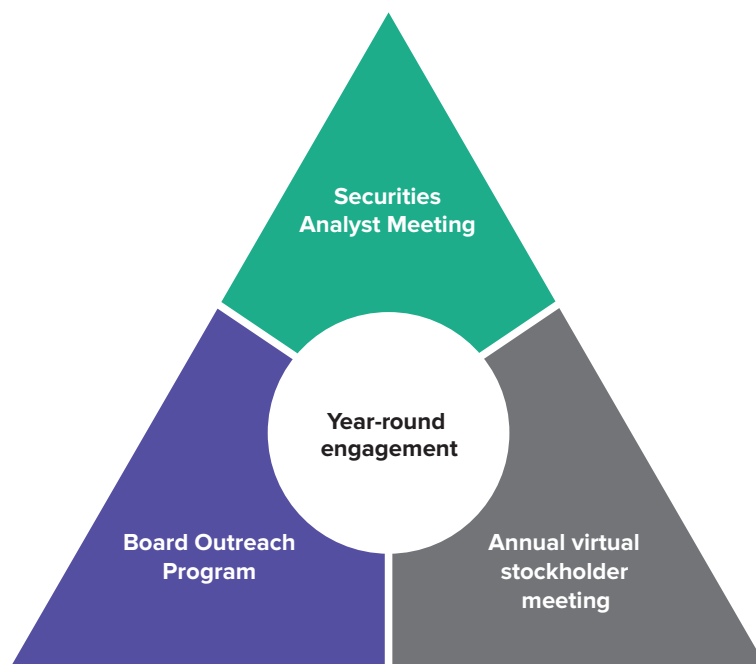 Securities
Analyst Meeting
Year-round
engagement
Board Outreach
Program
Annual virtual
stockholder
meeting